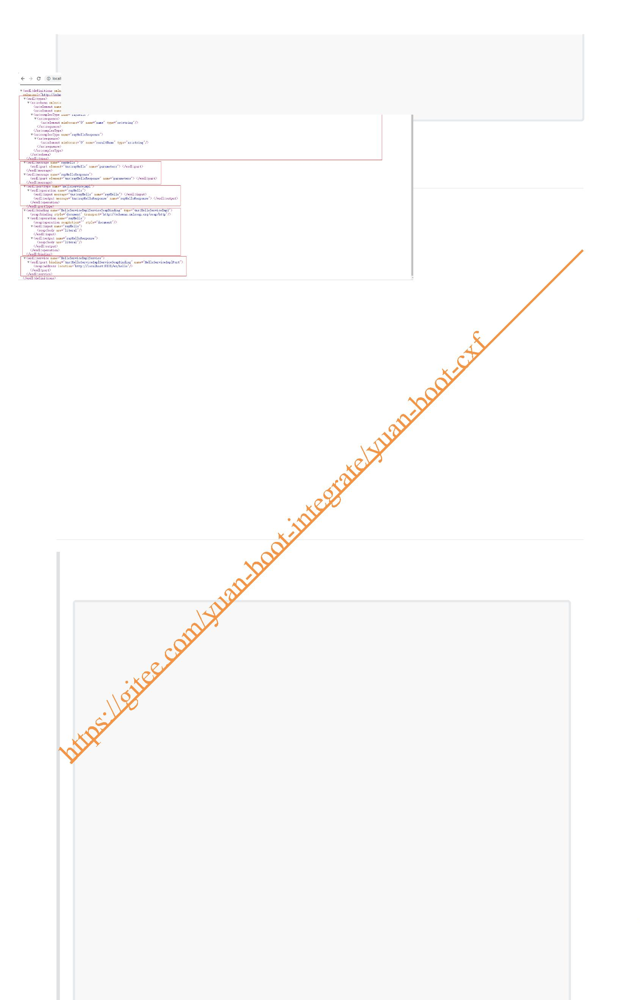 locall
▼<wsdl:definitions xmln
xmlns:ns1="http://sche
▼<wsdl:types>
▼<xs:schema xmlns:x
<xs:element name
<xs:element name
▼<xs:complexType name="sayHello">
▼<xs:sequence>
<xs:element minOccurs="0" name="name" type="xs:string"/>
</xs:sequence>
</xs:complexType>
▼<xs:complexType name="sayHelloResponse">
▼<xs:sequence>
<xs:element minOccurs="0" name="resultName" type="xs:string"/>
</xs:sequence>
</xs:complexType>
</xs:schema>
</wsdl:types>
▼<wsdl:message name="sayHello">
<wsdl:part element="tns:sayHello" name="parameters"> </wsdl:part>
</wsdl:message>
▼<wsdl:message name="sayHelloResponse">
<wsdl:part element="tns:sayHelloResponse" name="parameters"> </wsdl:part>
</wsdl:message>
▼<wsdl:portType name="HelloServiceImpl">
▼<wsdl:operation name="sayHello">
<wsdl:input message="tns:sayHello" name="sayHello"> </wsdl:input>
<wsdl:output message="tns:sayHelloResponse" name="sayHelloResponse"> </wsdl:output>
</wsdl:operation>
</wsdl:portType>
▼<wsdl:binding name="HelloServiceImplServiceSoapBinding" type="tns:HelloServiceImpl">
<soap:binding style="document" transport="http://schemas.xmlsoap.org/soap/http"/>
▼<wsdl:operation name="sayHello">
<soap:operation soapAction="" style="document"/>
▼<wsdl:input name="sayHello">
<soap:body use="literal"/>
</wsdl:input>
▼<wsdl:output name="sayHelloResponse">
<soap:body use="literal"/>
</wsdl:output>
</wsdl:operation>
</wsdl:binding>
▼<wsdl:service name="HelloServiceImplService">
▼<wsdl:port binding="tns:HelloServiceImplServiceSoapBinding" name="HelloServiceImplPort">
<soap:address location="http://localhost:8101/ws/hello"/>
</wsdl:port>
</wsdl:service>
</wsdl:definitions>
https://gitee.com/yuan-boot-integrate/yuan-boot-cxf